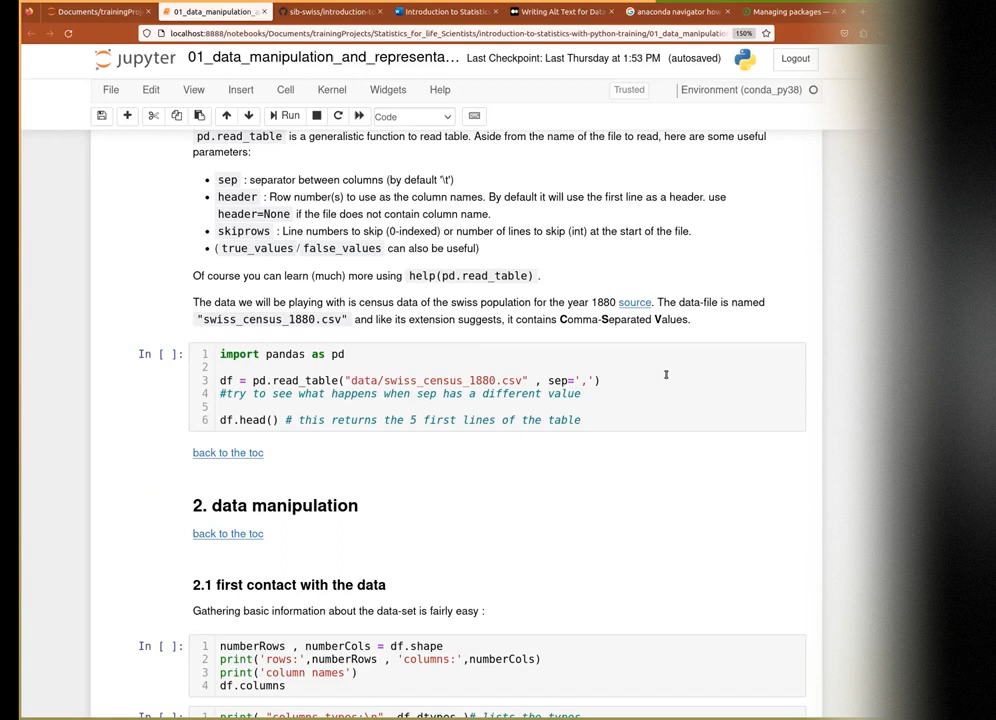 Documents/trainingProj
01_data_manipulation_a
sib-swiss/introduction-to
Introduction to Statistic
Writing Alt Text for Data
anaconda navigator how
Managing packages — A
localhost:8888/notebooks/Documents/trainingProjects/Statistics_for_life_Scientists/introduction-to-statistics-with-python-training/01_data_manipulation
150%
jupyter
01_data_manipulation_and_representa...
Last Checkpoint: Last Thursday at 1:53 PM (autosaved)
Logout
File Edit View Insert Cell Kernel Widgets Help
Trusted
Environment (conda_py38)
Run
Code
pd.read_table is a generalistic function to read table. Aside from the name of the file to read, here are some useful
parameters:
• sep : separator between columns (by default '\t')
• header : Row number(s) to use as the column names. By default it will use the first line as a header. use
header=None if the file does not contain column name.
• skiprows : Line numbers to skip (0-indexed) or number of lines to skip (int) at the start of the file.
• ( true_values / false_values can also be useful)
Of course you can learn (much) more using help(pd.read_table) .
The data we will be playing with is census data of the swiss population for the year 1880 source. The data-file is named
"swiss_census_1880.csv" and like its extension suggests, it contains Comma-Separated Values.
In [ ]:
1 import pandas as pd
2
3 df = pd.read_table("data/swiss_census_1880.csv" , sep=',')
4 #try to see what happens when sep has a different value
5
6 df.head() # this returns the 5 first lines of the table
back to the toc
2. data manipulation
back to the toc
2.1 first contact with the data
Gathering basic information about the data-set is fairly easy :
In [ ]:
1 numberRows , numberCols = df.shape
2 print('rows:',numberRows , 'columns:',numberCols)
3 print('column names')
4 df.columns
In [ ]:
1 print( "columns types:\n", df.dtypes )# lists the types